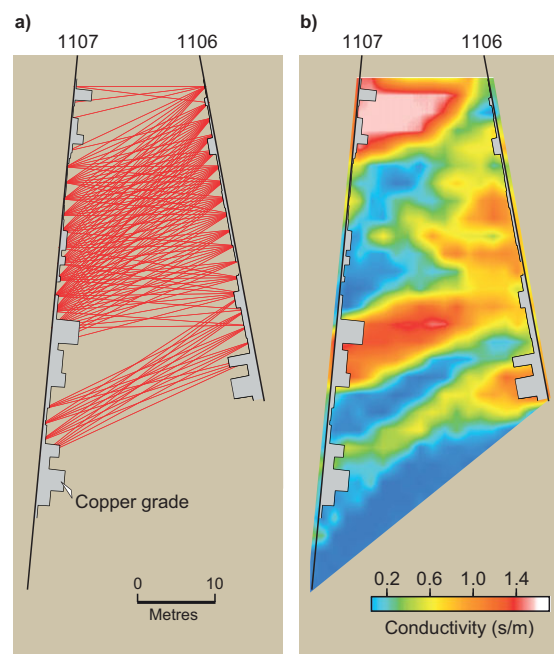 a)
1107 1106
Copper grade
0 10
Metres
b)
1107 1106
0.2 0.6 1.0 1.4
Conductivity (s/m)